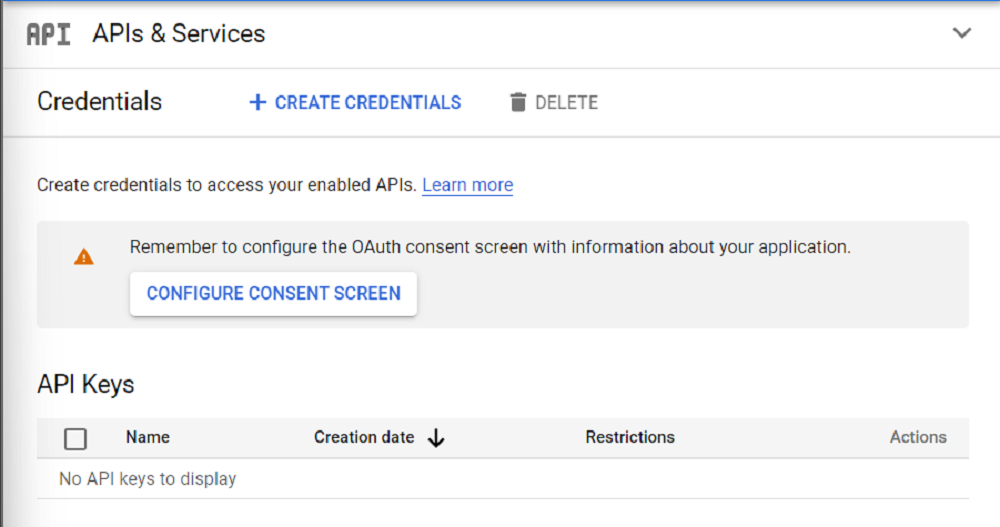 API APIs & Services
Credentials + CREATE CREDENTIALS DELETE
Create credentials to access your enabled APIs. Learn more
Remember to configure the OAuth consent screen with information about your application.
CONFIGURE CONSENT SCREEN
API Keys
Name Creation date Restrictions Actions
No API keys to display